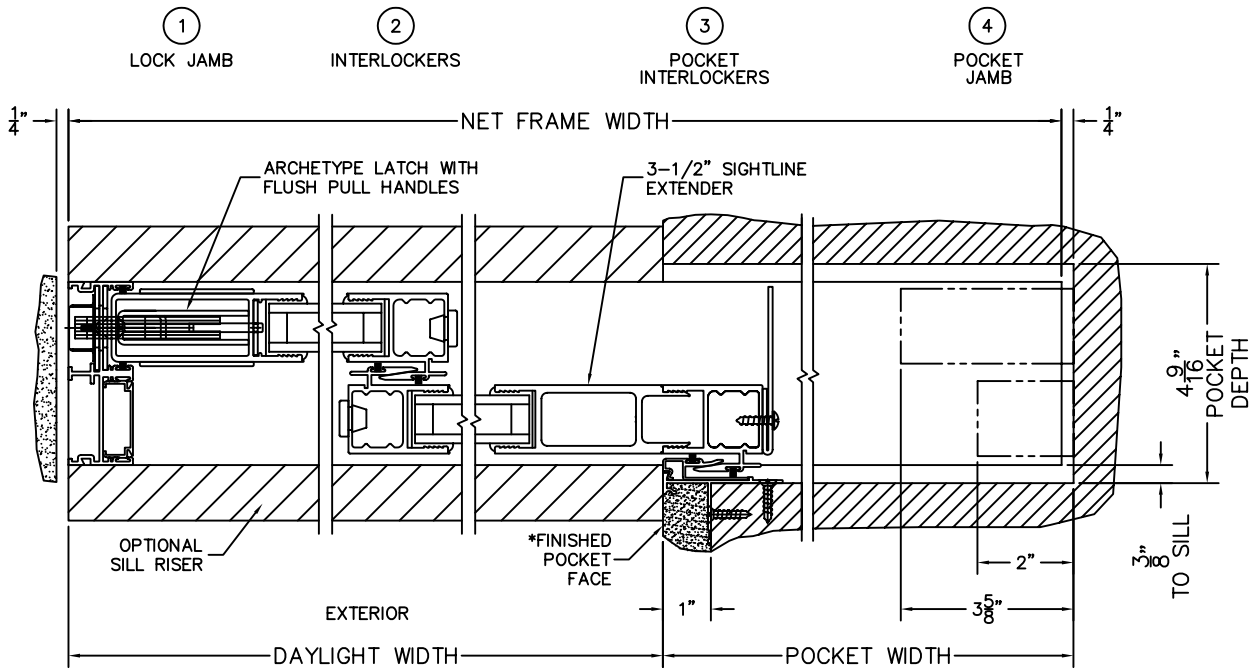 1
2
3
4
LOCK JAMB
INTERLOCKERS
POCKET
INTERLOCKERS
POCKET
JAMB
1/4"
NET FRAME WIDTH
1/4"
ARCHETYPE LATCH WITH
FLUSH PULL HANDLES
3-1/2" SIGHTLINE
EXTENDER
4 9/16"
POCKET
DEPTH
OPTIONAL
SILL RISER
*FINISHED
POCKET
FACE
3/8"
TO SILL
2"
EXTERIOR
1"
3 5/8"
DAYLIGHT WIDTH
POCKET WIDTH